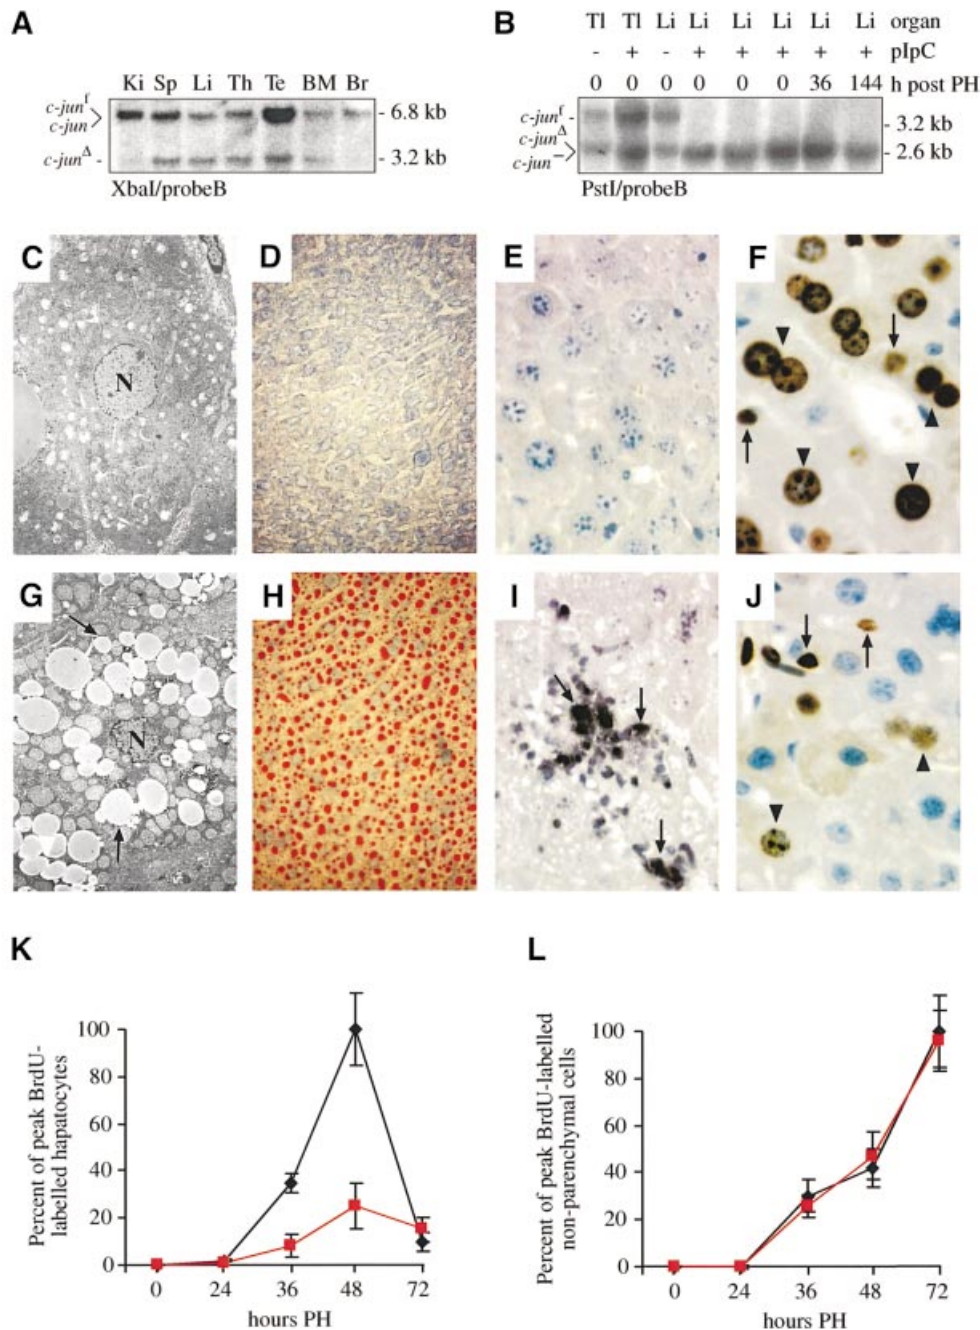 A
Ki Sp Li Th Te BM Br
c-junᶠ
c-jun
- 6.8 kb
c-junᐞ -
- 3.2 kb
XbaI/probeB
B
Tl Tl Li Li Li Li Li Li organ
- + - + + + + + pIpC
0 0 0 0 0 0 36 144 h post PH
c-junᶠ -
- 3.2 kb
c-junᐞ
c-jun
- 2.6 kb
PstI/probeB
C
N
D
E
F
G
N
H
I
J
K
Percent of peak BrdU-
labelled hapatocytes
100
80
60
40
20
0
0 24 36 48 72
hours PH
L
Percent of peak BrdU-labelled
non-parenchymal cells
100
80
60
40
20
0
0 24 36 48 72
hours PH